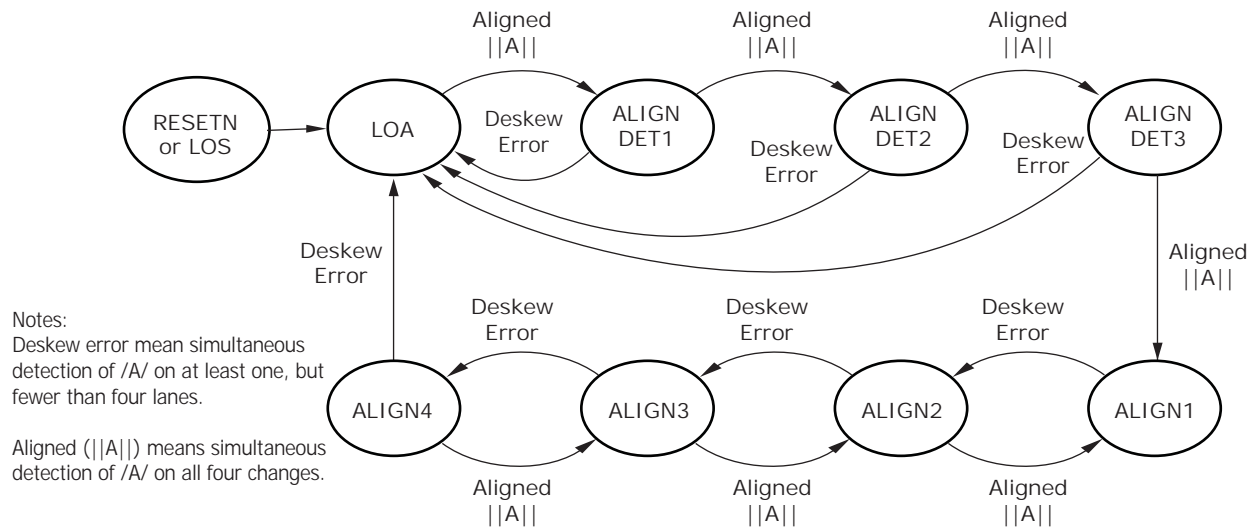 Aligned
||A||
Aligned
||A||
Aligned
||A||
RESETN
or LOS
LOA
Deskew
Error
ALIGN
DET1
Deskew
Error
ALIGN
DET2
Deskew
Error
ALIGN
DET3
Deskew
Error
Aligned
||A||
Notes:
Deskew error mean simultaneous
detection of /A/ on at least one, but
fewer than four lanes.
Aligned (||A||) means simultaneous
detection of /A/ on all four changes.
Deskew
Error
Deskew
Error
Deskew
Error
ALIGN4
ALIGN3
ALIGN2
ALIGN1
Aligned
||A||
Aligned
||A||
Aligned
||A||